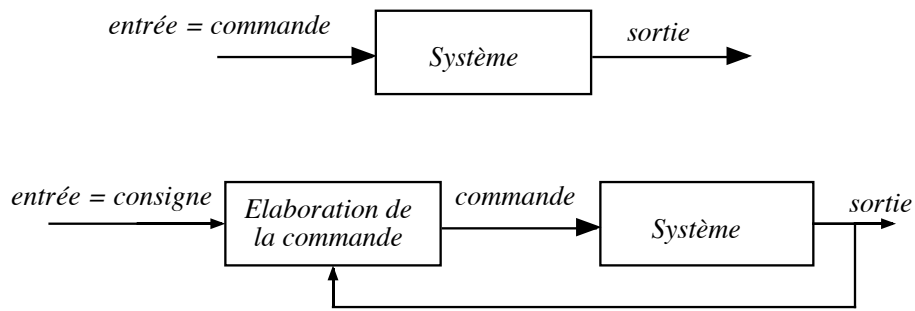 entrée = commande
Système
sortie
entrée = consigne
Elaboration de
la commande
commande
Système
sortie